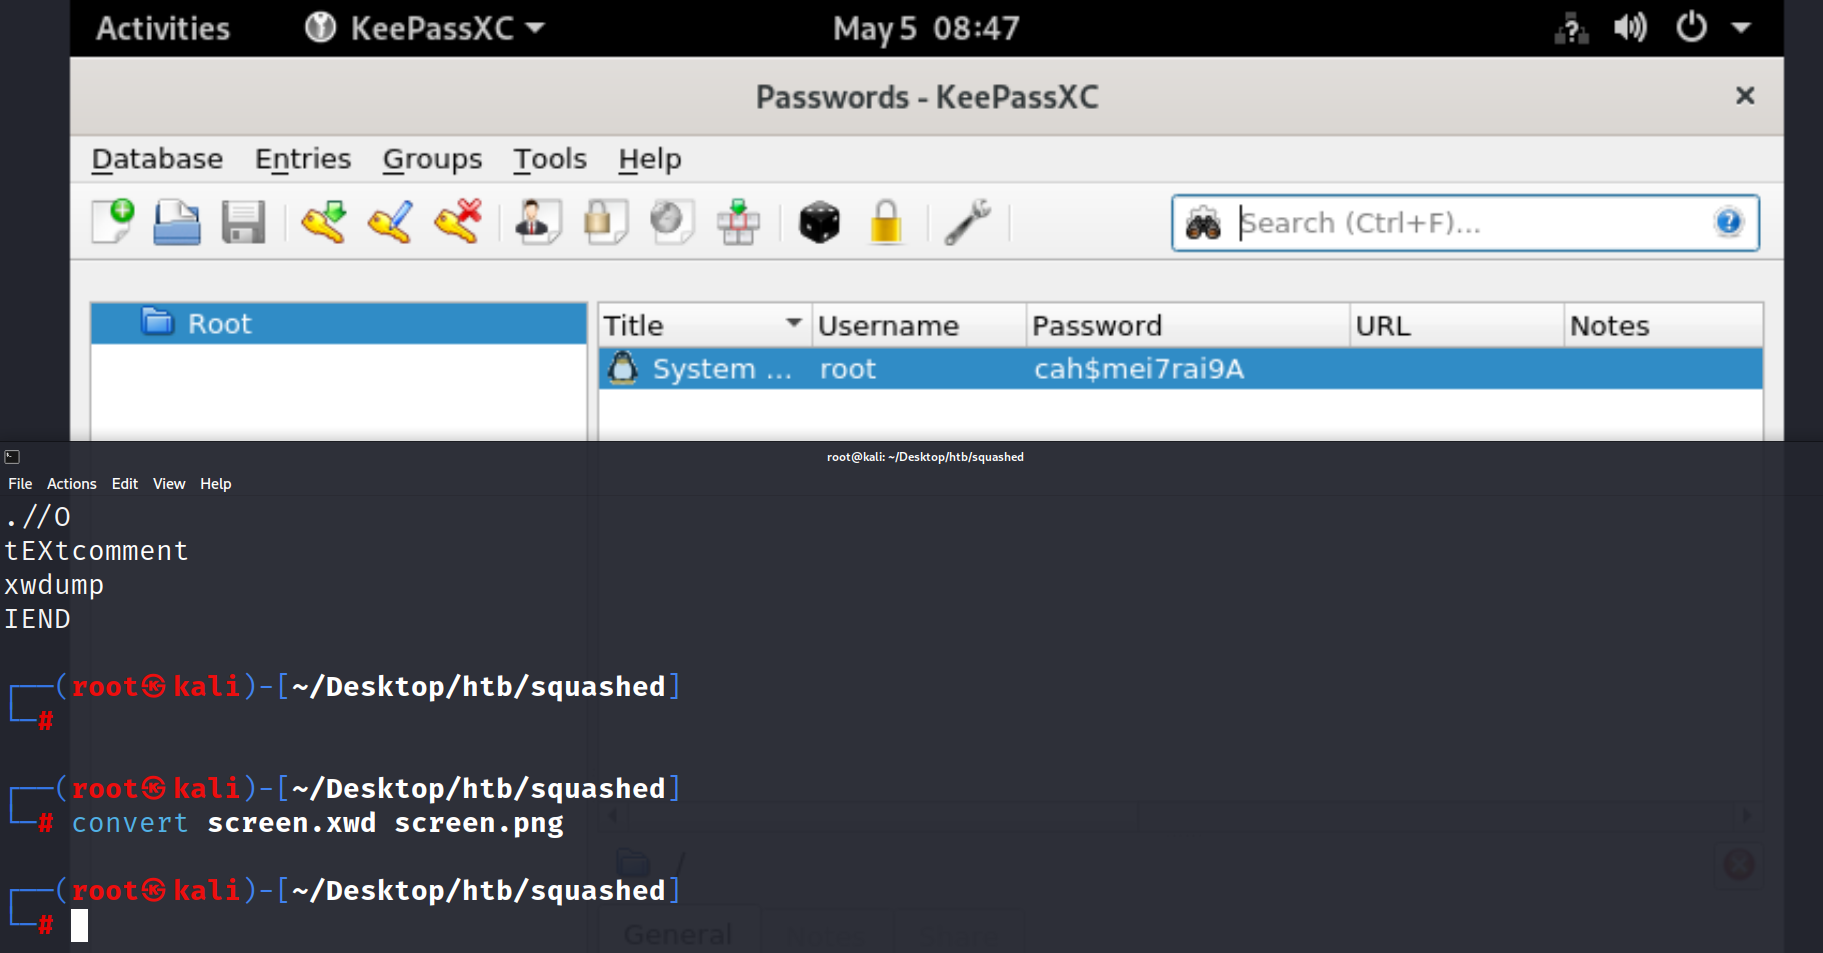 Activities KeePassXC May 5 08:47
Passwords - KeePassXC
Database Entries Groups Tools Help
Search (Ctrl+F)...
Root
Title Username Password URL Notes
System ... root cah$mei7rai9A
root@kali: ~/Desktop/htb/squashed
File Actions Edit View Help
.//O
tEXtcomment
xwdump
IEND
┌──(root㉿kali)-[~/Desktop/htb/squashed]
└─#
┌──(root㉿kali)-[~/Desktop/htb/squashed]
└─# convert screen.xwd screen.png
/
┌──(root㉿kali)-[~/Desktop/htb/squashed]
└─#
General Notes Share